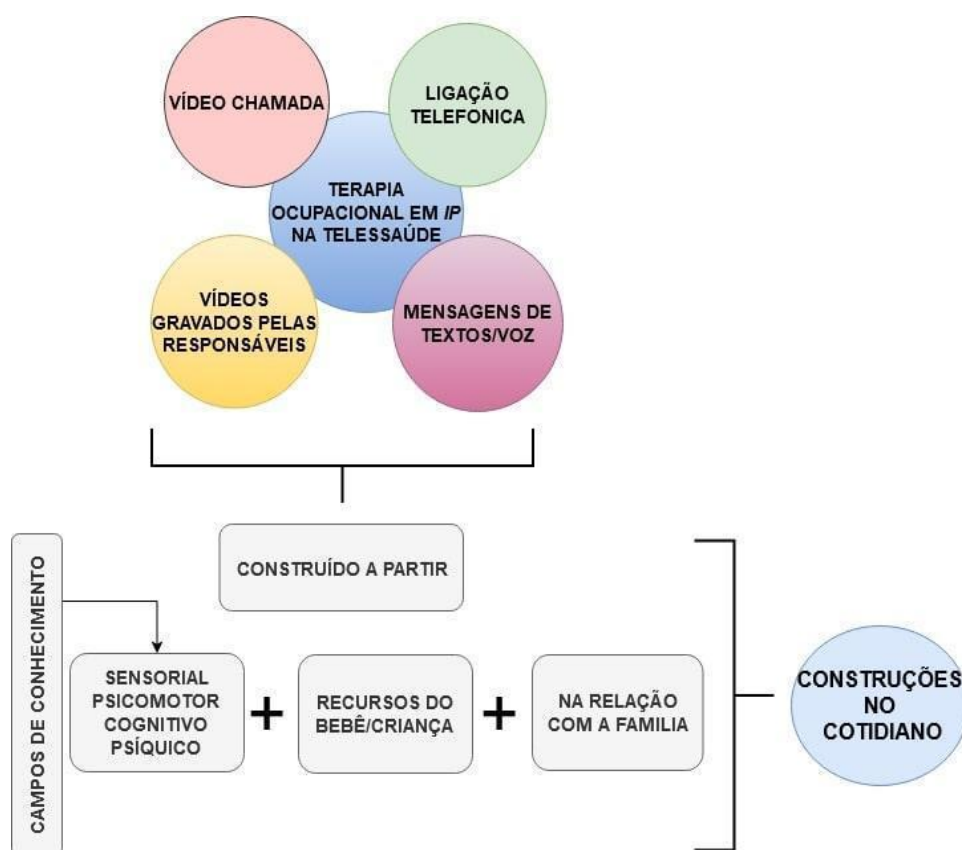 VÍDEO CHAMADA
LIGAÇÃO
TELEFONICA
TERAPIA
OCUPACIONAL EM IP
NA TELESSAÚDE
VÍDEOS
GRAVADOS PELAS
RESPONSÁVEIS
MENSAGENS DE
TEXTOS/VOZ
CONSTRUÍDO A PARTIR
CAMPOS DE CONHECIMENTO
SENSORIAL
PSICOMOTOR
COGNITIVO
PSÍQUICO
+
RECURSOS DO
BEBÊ/CRIANÇA
+
NA RELAÇÃO
COM A FAMILIA
CONSTRUÇÕES
NO
COTIDIANO